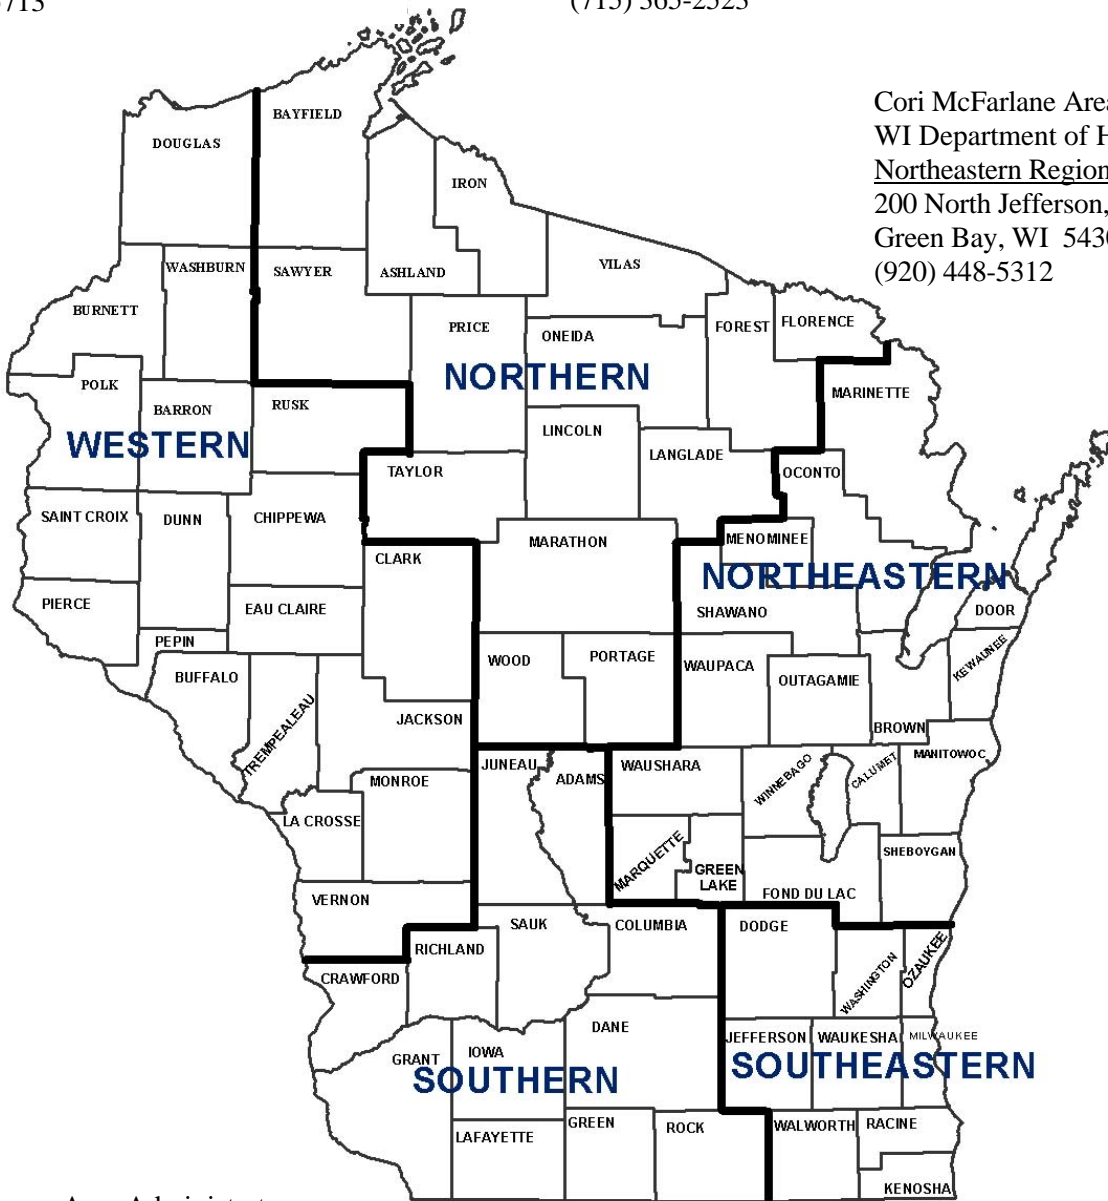 (715) 365-2523
Cori McFarlane Area
WI Department of H
Northeastern Region
200 North Jefferson,
Green Bay, WI 5430
(920) 448-5312
BAYFIELD
DOUGLAS
IRON
WASHBURN
SAWYER
ASHLAND
VILAS
BURNETT
PRICE
ONEIDA
FOREST
FLORENCE
NORTHERN
POLK
BARRON
RUSK
MARINETTE
WESTERN
LINCOLN
LANGLADE
TAYLOR
OCONTO
SAINT CROIX
DUNN
CHIPPEWA
MARATHON
MENOMINEE
CLARK
NORTHEASTERN
PIERCE
EAU CLAIRE
SHAWANO
DOOR
PEPIN
WOOD
PORTAGE
WAUPACA
KEWAUNEE
BUFFALO
OUTAGAMIE
TREMPEALEAU
JACKSON
BROWN
MANITOWOC
JUNEAU
ADAMS
WAUSHARA
WINNEBAGO
CALUMET
MONROE
LA CROSSE
MARQUETTE
GREEN
LAKE
SHEBOYGAN
FOND DU LAC
VERNON
SAUK
COLUMBIA
DODGE
RICHLAND
WASHINGTON
OZAUKEE
CRAWFORD
DANE
JEFFERSON
WAUKESHA
MILWAUKEE
GRANT
IOWA
SOUTHERN
SOUTHEASTERN
LAFAYETTE
GREEN
ROCK
WALWORTH
RACINE
KENOSHA